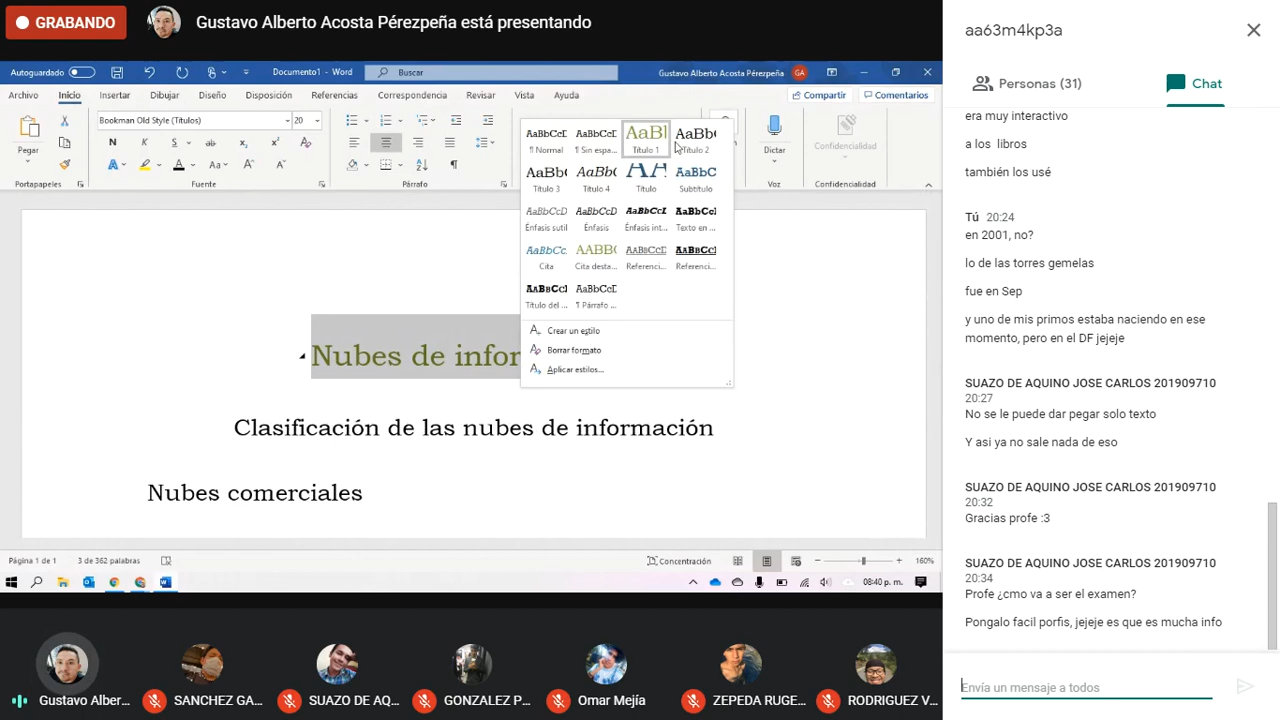 GRABANDO
Gustavo Alberto Acosta Pérezpeña está presentando
Autoguardado
Documento1 - Word
Buscar
Gustavo Alberto Acosta Pérezpeña
GA
Archivo Inicio Insertar Dibujar Diseño Disposición Referencias Correspondencia Revisar Vista Ayuda
Compartir
Comentarios
Pegar
Portapapeles
Bookman Old Style (Títulos)
20
N K S
Fuente
Párrafo
AaBbCcD AaBbCcD AaBl AaBb(
¶ Normal ¶ Sin espa... Título 1 Título 2
AaBb( AaBb( AA AaBbC
Título 3 Título 4 Título Subtítulo
AaBbCcD AaBbCcD AaBbCcD AaBbCcl
Énfasis sutil Énfasis Énfasis int... Texto en ...
AaBbCc. AABBC AaBbCcD AaBbCcl
Cita Cita desta... Referenci... Referenci...
AaBbCcD AaBbCcD
Título del ... ¶ Párrafo ...
Crear un estilo
Borrar formato
Aplicar estilos...
Dictar
Voz
Confidencialidad
Confidencialidad
Nubes de infor
Clasificación de las nubes de información
Nubes comerciales
Página 1 de 1
3 de 362 palabras
Concentración
160%
08:40 p. m.
Gustavo Alber...
SANCHEZ GA...
SUAZO DE AQ...
GONZALEZ P...
Omar Mejía
ZEPEDA RUGE...
RODRIGUEZ V...
aa63m4kp3a
Personas (31)
Chat
era muy interactivo
a los libros
también los usé
Tú 20:24
en 2001, no?
lo de las torres gemelas
fue en Sep
y uno de mis primos estaba naciendo en ese
momento, pero en el DF jejeje
SUAZO DE AQUINO JOSE CARLOS 201909710
20:27
No se le puede dar pegar solo texto
Y asi ya no sale nada de eso
SUAZO DE AQUINO JOSE CARLOS 201909710
20:32
Gracias profe :3
SUAZO DE AQUINO JOSE CARLOS 201909710
20:34
Profe ¿cmo va a ser el examen?
Pongalo facil porfis, jejeje es que es mucha info
Envía un mensaje a todos